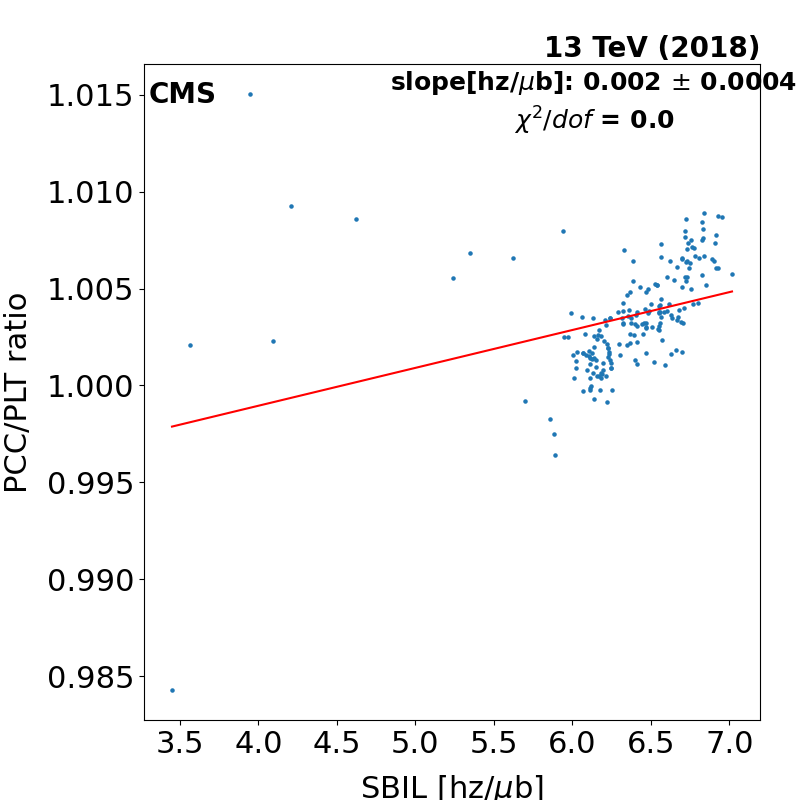 13 TeV (2018)
CMS
slope[hz/μb]: 0.002 ± 0.0004
χ²/dof = 0.0
1.015
1.010
1.005
1.000
0.995
0.990
0.985
PCC/PLT ratio
3.5 4.0 4.5 5.0 5.5 6.0 6.5 7.0
SBIL [hz/μb]